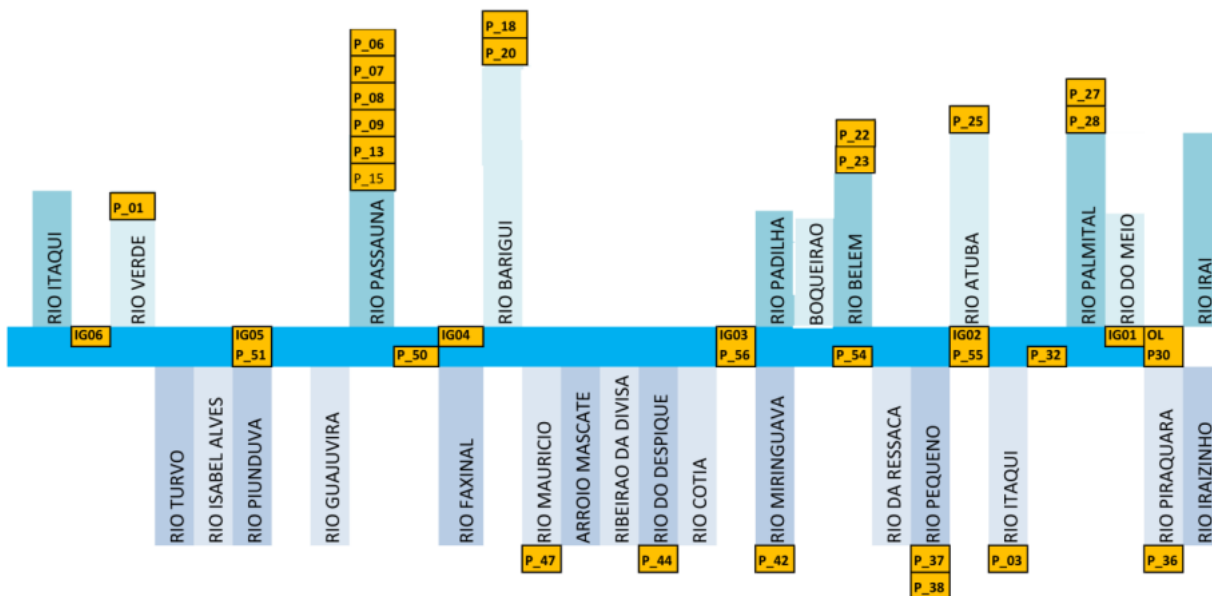 P_18
P_20
P_06
P_07
P_08
P_09
P_13
P_15
P_27
P_28
P_25
P_22
P_23
P_01
RIO ITAQUI
RIO VERDE
RIO PASSAUNA
RIO BARIGUI
RIO PADILHA
BOQUEIRAO
RIO BELEM
RIO ATUBA
RIO PALMITAL
RIO DO MEIO
RIO IRAI
IG06
IG05
P_51
P_50
IG04
IG03
P_56
P_54
IG02
P_55
P_32
IG01
OL
P30
RIO TURVO
RIO ISABEL ALVES
RIO PIUNDUVA
RIO GUAJUVIRA
RIO FAXINAL
RIO MAURICIO
ARROIO MASCATE
RIBEIRAO DA DIVISA
RIO DO DESPIQUE
RIO COTIA
RIO MIRINGUAVA
RIO DA RESSACA
RIO PEQUENO
RIO ITAQUI
RIO PIRAQUARA
RIO IRAIZINHO
P_47
P_44
P_42
P_37
P_38
P_03
P_36